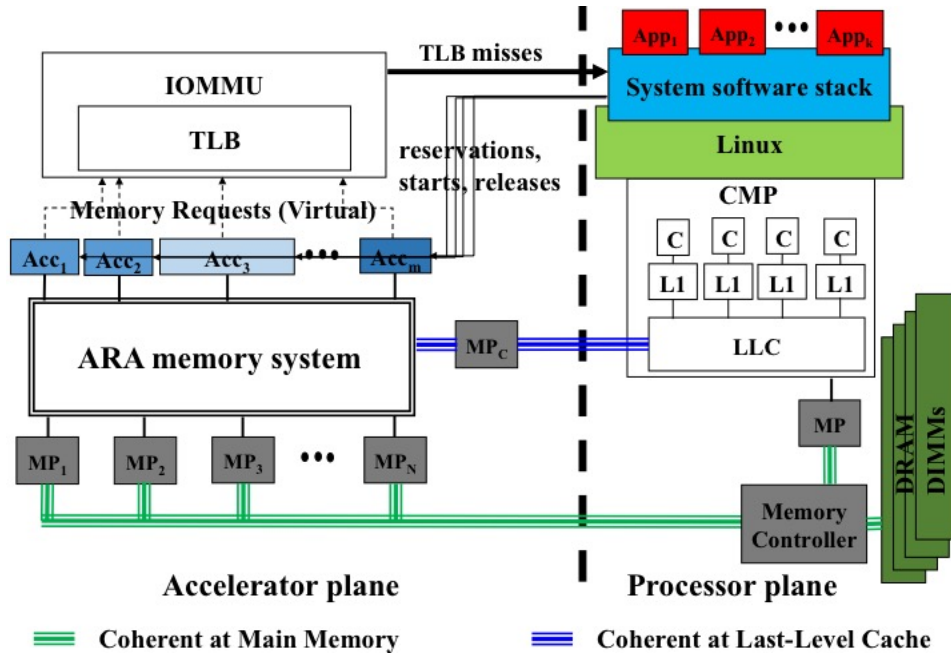 App1 App2 ••• Appk
TLB misses
System software stack
IOMMU
TLB
Linux
reservations,
starts, releases
CMP
Memory Requests (Virtual)
C C C C
Acc1 Acc2 Acc3 ••• Accm
L1 L1 L1 L1
ARA memory system
MPC
LLC
MP
DRAM
DIMMs
MP1 MP2 MP3 ••• MPN
Memory
Controller
Accelerator plane
Processor plane
Coherent at Main Memory
Coherent at Last-Level Cache